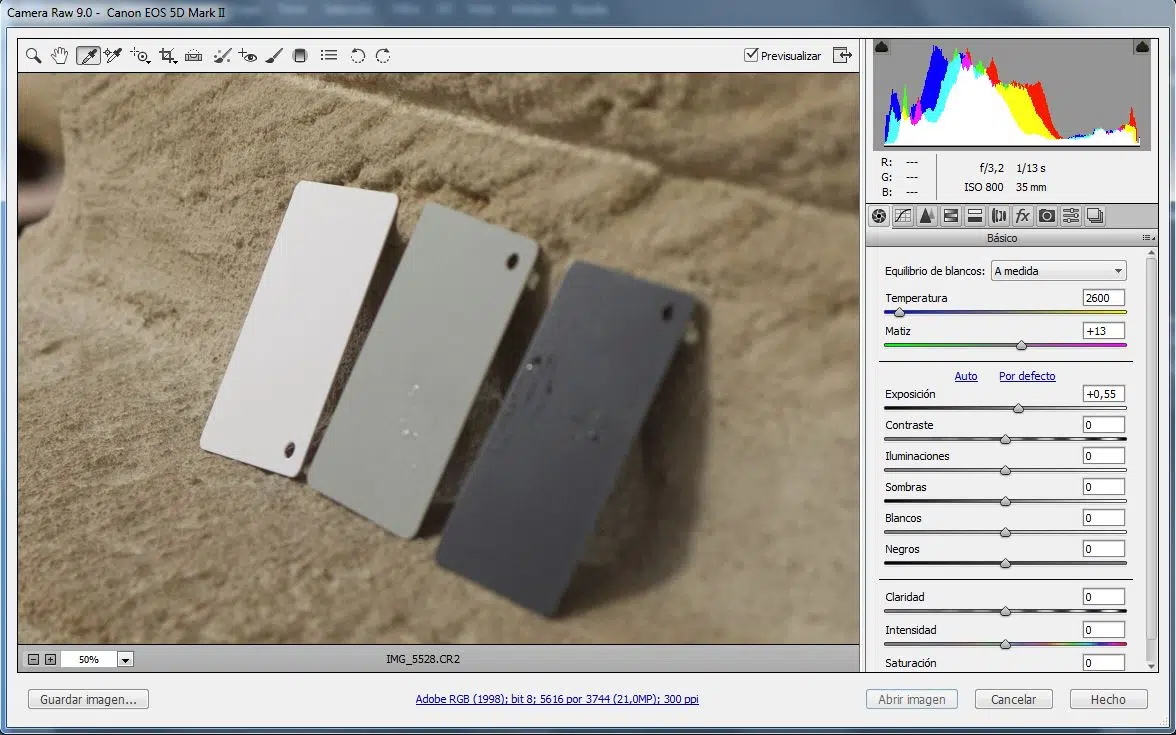 Camera Raw 9.0 - Canon EOS 5D Mark II
Previsualizar
R: ---
G: ---
B: ---
f/3,2 1/13 s
ISO 800 35 mm
fx
Básico
Equilibrio de blancos: A medida
Temperatura 2600
Matiz +13
Auto Por defecto
Exposición +0,55
Contraste 0
Iluminaciones 0
Sombras 0
Blancos 0
Negros 0
Claridad 0
Intensidad 0
Saturación 0
50% IMG_5528.CR2
Guardar imagen... Adobe RGB (1998); bit 8; 5616 por 3744 (21,0MP); 300 ppi Abrir imagen Cancelar Hecho